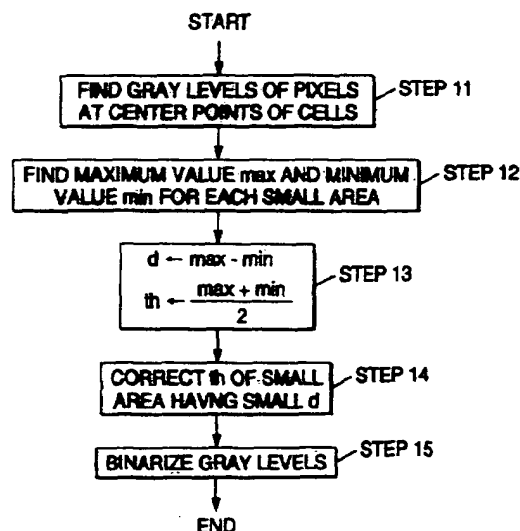 START
FIND GRAY LEVELS OF PIXELS
AT CENTER POINTS OF CELLS
STEP 11
FIND MAXIMUM VALUE max AND MINIMUM
VALUE min FOR EACH SMALL AREA
STEP 12
d ← max - min
th ← max + min / 2
STEP 13
CORRECT th OF SMALL
AREA HAVNG SMALL d
STEP 14
BINARIZE GRAY LEVELS
STEP 15
END